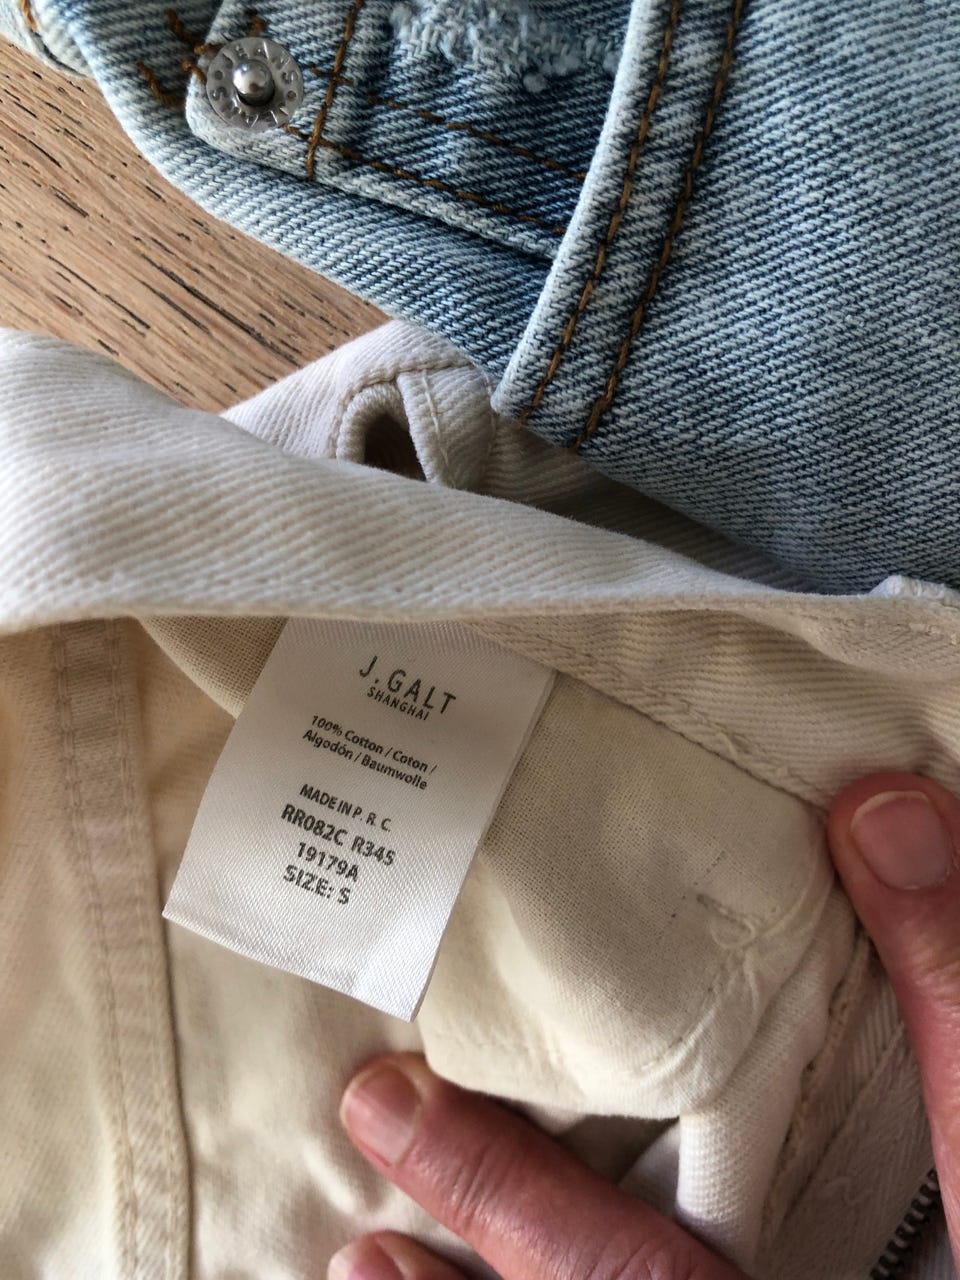 J.GALT
SHANGHAI
100% Cotton / Coton /
Algodón / Baumwolle
MADE IN P. R. C.
RR082C R345
19179A
SIZE: S